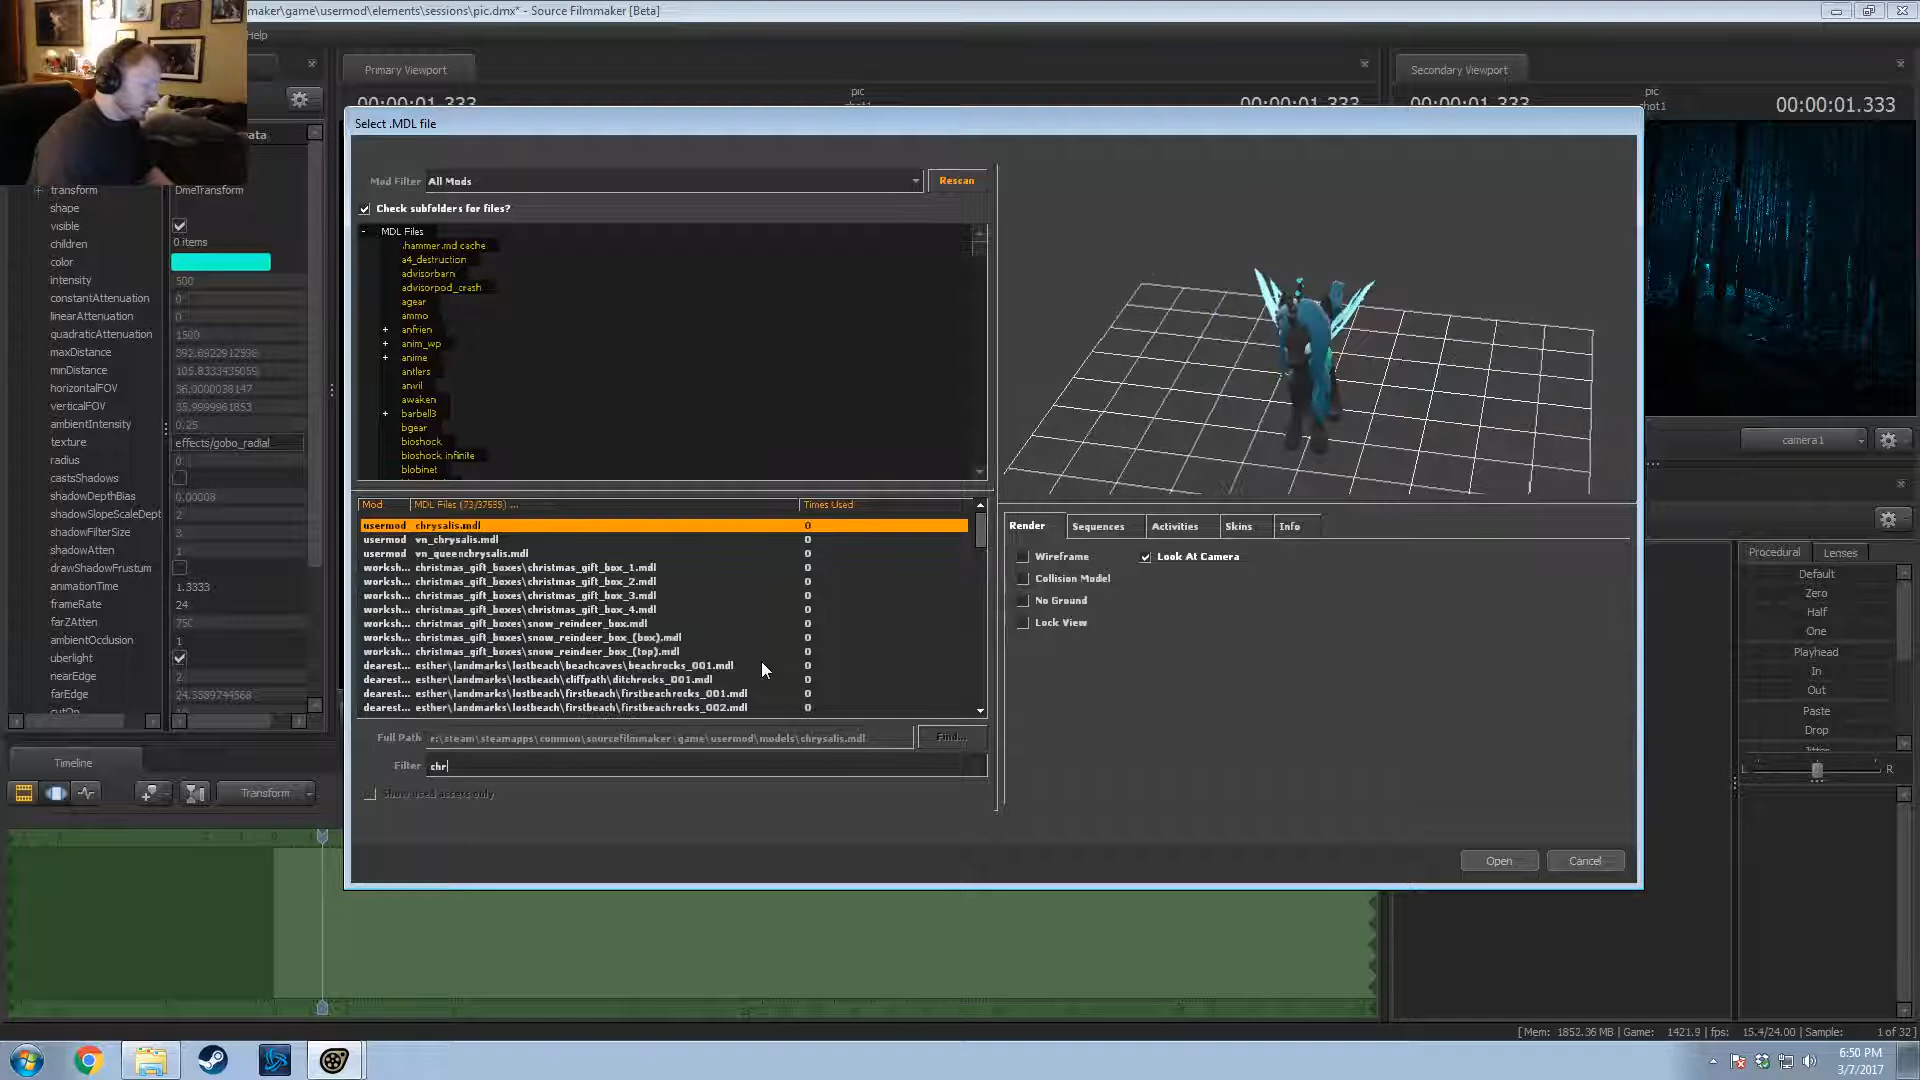 maker\game\usermod\elements\sessions\pic.dmx* - Source Filmmaker [Beta]
Help
Primary Viewport
Secondary Viewport
00:00:01.333
pic
shot1
00:00:01.333
00:00:01.333
pic
shot1
00:00:01.333
Select .MDL file
Mod Filter All Mods Rescan
Check subfolders for files?
MDL Files
.hammer.md cache
a4_destruction
advisorbarn
advisorpod_crash
agear
ammo
anfrien
anim_wp
anime
antlers
anvil
awaken
barbell3
bgear
bioshock
bioshock infinite
blobinet
Mod MDL Files (73/37659) ... Times Used
usermod chrysalis.mdl 0
usermod vn_chrysalis.mdl 0
usermod vn_queenchrysalis.mdl 0
worksh... christmas_gift_boxes\christmas_gift_box_1.mdl 0
worksh... christmas_gift_boxes\christmas_gift_box_2.mdl 0
worksh... christmas_gift_boxes\christmas_gift_box_3.mdl 0
worksh... christmas_gift_boxes\christmas_gift_box_4.mdl 0
worksh... christmas_gift_boxes\snow_reindeer_box.mdl 0
worksh... christmas_gift_boxes\snow_reindeer_box_(box).mdl 0
worksh... christmas_gift_boxes\snow_reindeer_box_(top).mdl 0
dearest... esther\landmarks\lostbeach\beachcaves\beachrocks_001.mdl 0
dearest... esther\landmarks\lostbeach\cliffpath\ditchrocks_001.mdl 0
dearest... esther\landmarks\lostbeach\firstbeach\firstbeachrocks_001.mdl 0
dearest... esther\landmarks\lostbeach\firstbeach\firstbeachrocks_002.mdl 0
Full Path r:\steam\steamapps\common\sourcefilmmaker\game\usermod\models\chrysalis.mdl Find...
Filter chr
Show used assets only
Render Sequences Activities Skins Info
Wireframe Look At Camera
Collision Model
No Ground
Lock View
Open Cancel
ata
transform DmeTransform
shape
visible
children 0 items
color
intensity 500
constantAttenuation 0
linearAttenuation 0
quadraticAttenuation 1500
maxDistance 392.6922912598
minDistance 105.8333435059
horizontalFOV 36.0000038147
verticalFOV 35.9999961853
ambientIntensity 0.25
texture effects/gobo_radial
radius 0
castsShadows
shadowDepthBias 0.00008
shadowSlopeScaleDept 2
shadowFilterSize 3
shadowAtten 1
drawShadowFrustum
animationTime 1.3333
frameRate 24
farZAtten 750
ambientOcclusion 1
uberlight
nearEdge 2
farEdge 24.5589744568
cutOn 10
camera1
Procedural Lenses
Default
Zero
Half
One
Playhead
In
Out
Paste
Drop
Jitter
L R
Timeline
Transform
[ Mem: 1852.36 MB | Game: 1421.9 | fps: 15.4/24.00 | Sample: 1 of 32 ]
6:50 PM
3/7/2017